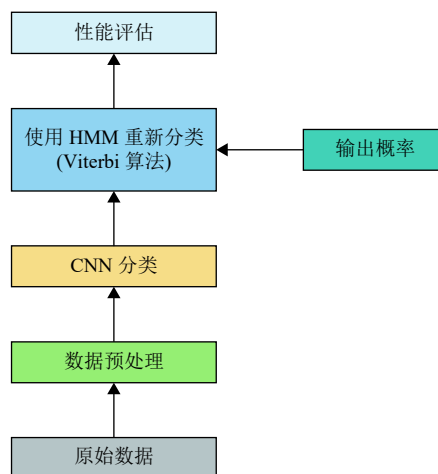 性能评估
使用 HMM 重新分类
(Viterbi 算法)
输出概率
CNN 分类
数据预处理
原始数据